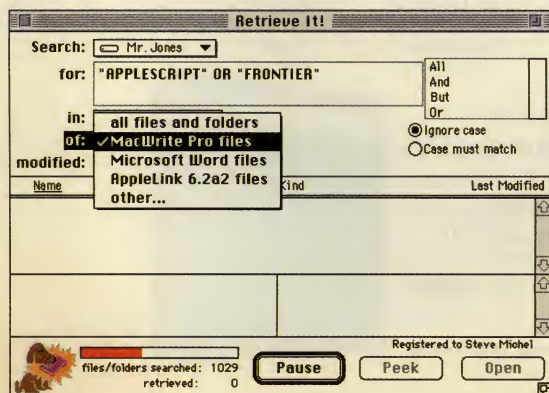 Retrieve It!
Search: Mr. Jones
for: "APPLESCRIPT" OR "FRONTIER"
All
And
But
Or
in:
of:
modified:
all files and folders
✓MacWrite Pro files
Microsoft Word files
AppleLink 6.2a2 files
other...
Ignore case
Case must match
Name Kind Last Modified
Registered to Steve Michel
files/folders searched: 1029
retrieved: 0
Pause Peek Open